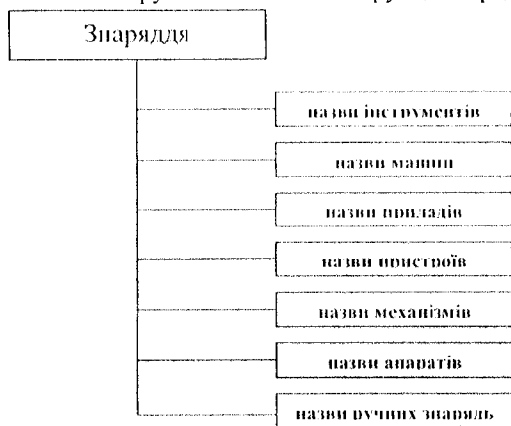 Знаряддя
назви інструментів
назви машин
назви приладів
назви пристроїв
назви механізмів
назви апаратів
назви ручних знарядь